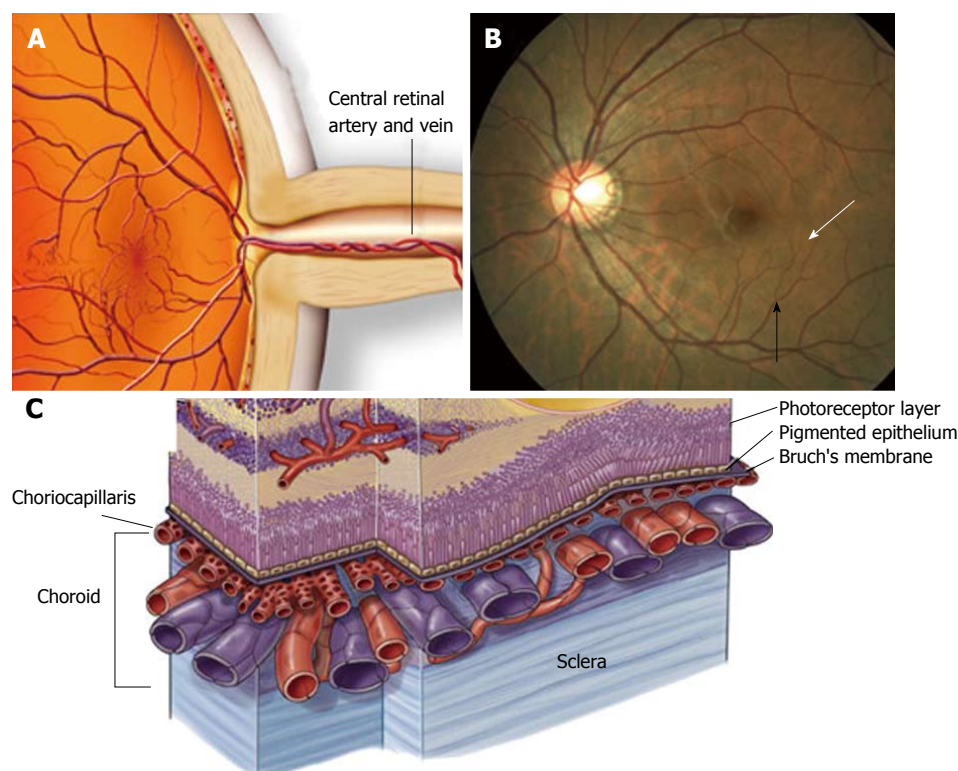 A
B
Central retinal
artery and vein
C
Photoreceptor layer
Pigmented epithelium
Bruch's membrane
Choriocapillaris
Choroid
Sclera